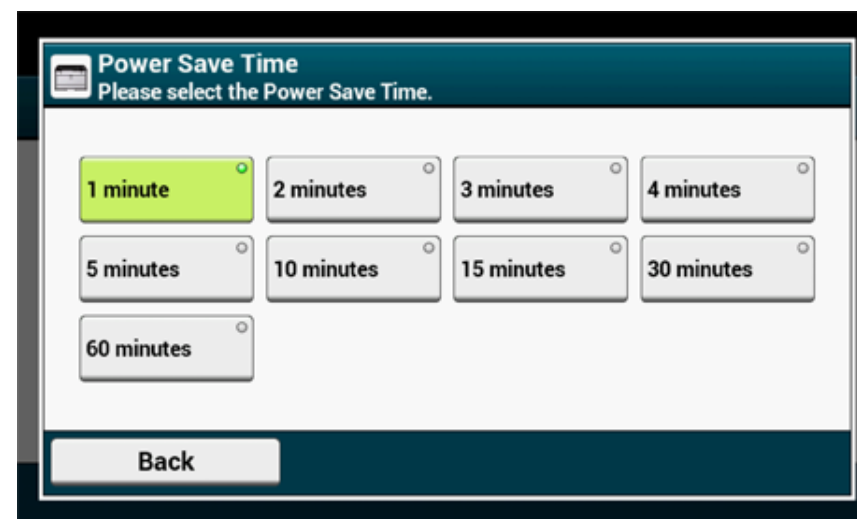 Power Save Time
Please select the Power Save Time.
1 minute
2 minutes
3 minutes
4 minutes
5 minutes
10 minutes
15 minutes
30 minutes
60 minutes
Back